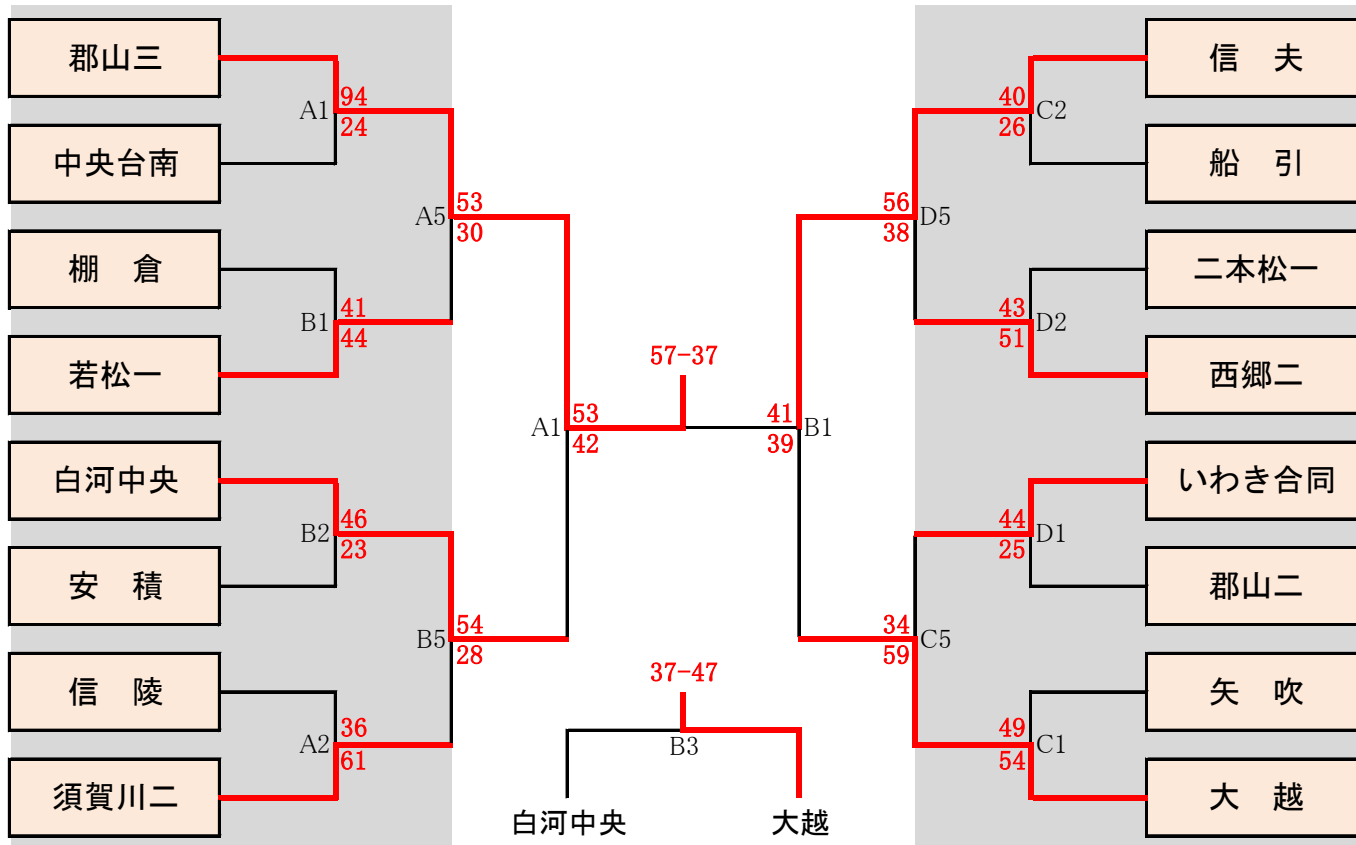 郡山三
信　夫
94
40
A1
C2
24
26
中央台南
船　引
53
56
A5
D5
30
38
棚　倉
二本松一
41
43
B1
D2
44
51
57-37
若松一
西郷二
53
41
A1
B1
42
39
白河中央
いわき合同
46
44
B2
D1
23
25
安　積
郡山二
54
34
B5
C5
28
59
37-47
信　陵
矢　吹
36
49
A2
B3
C1
61
54
須賀川二
大　越
白河中央
大越